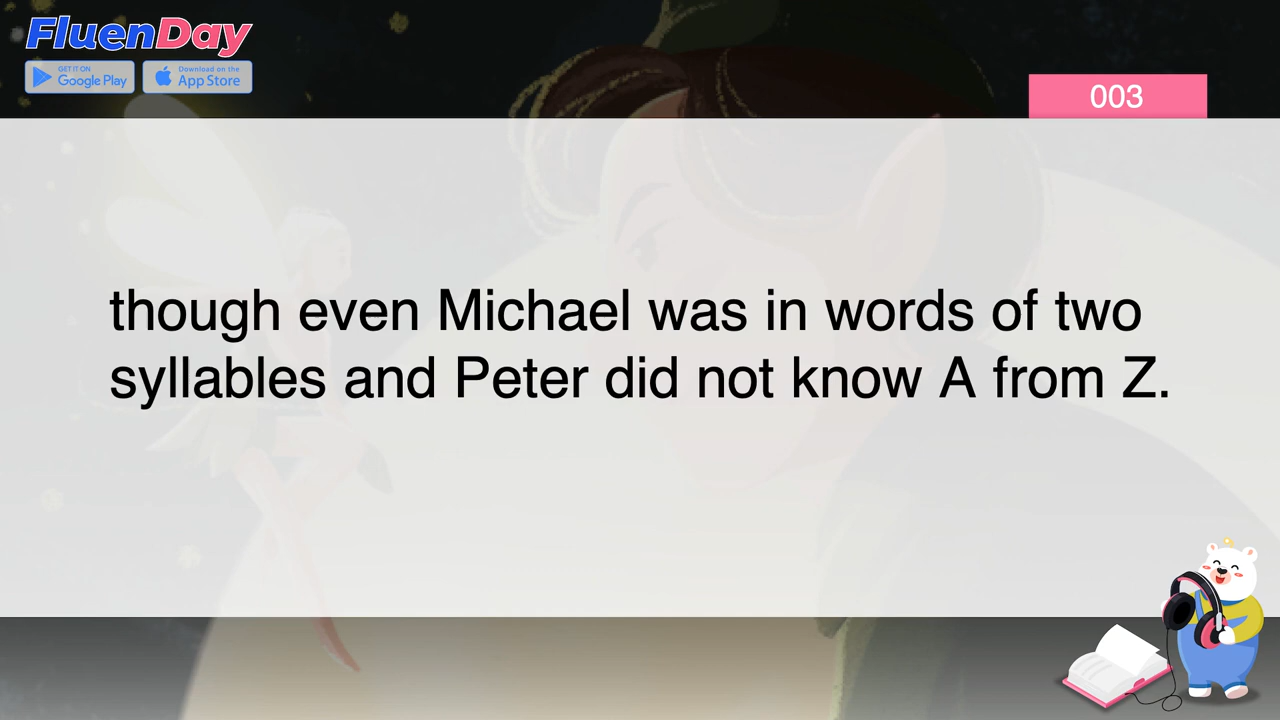 FluenDay
GET IT ON
Google Play
Download on the
App Store
003
though even Michael was in words of two
syllables and Peter did not know A from Z.